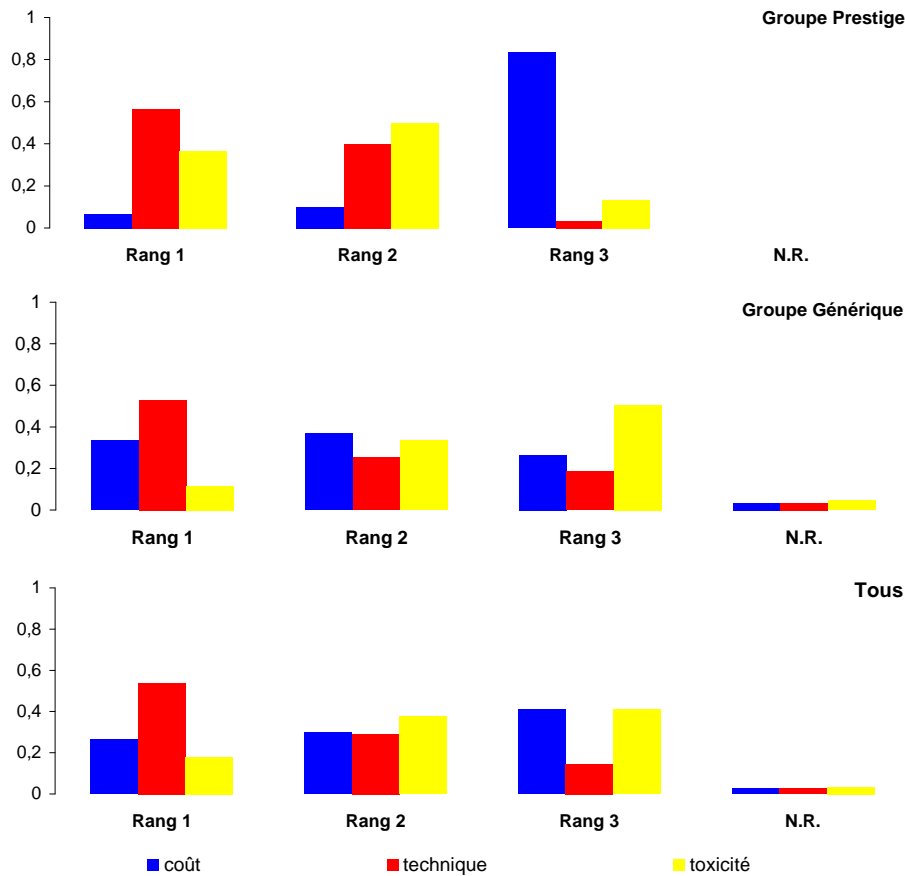 Groupe Prestige
1
0,8
0,6
0,4
0,2
0
Rang 1 Rang 2 Rang 3 N.R.
Groupe Générique
1
0,8
0,6
0,4
0,2
0
Rang 1 Rang 2 Rang 3 N.R.
Tous
1
0,8
0,6
0,4
0,2
0
Rang 1 Rang 2 Rang 3 N.R.
coût technique toxicité